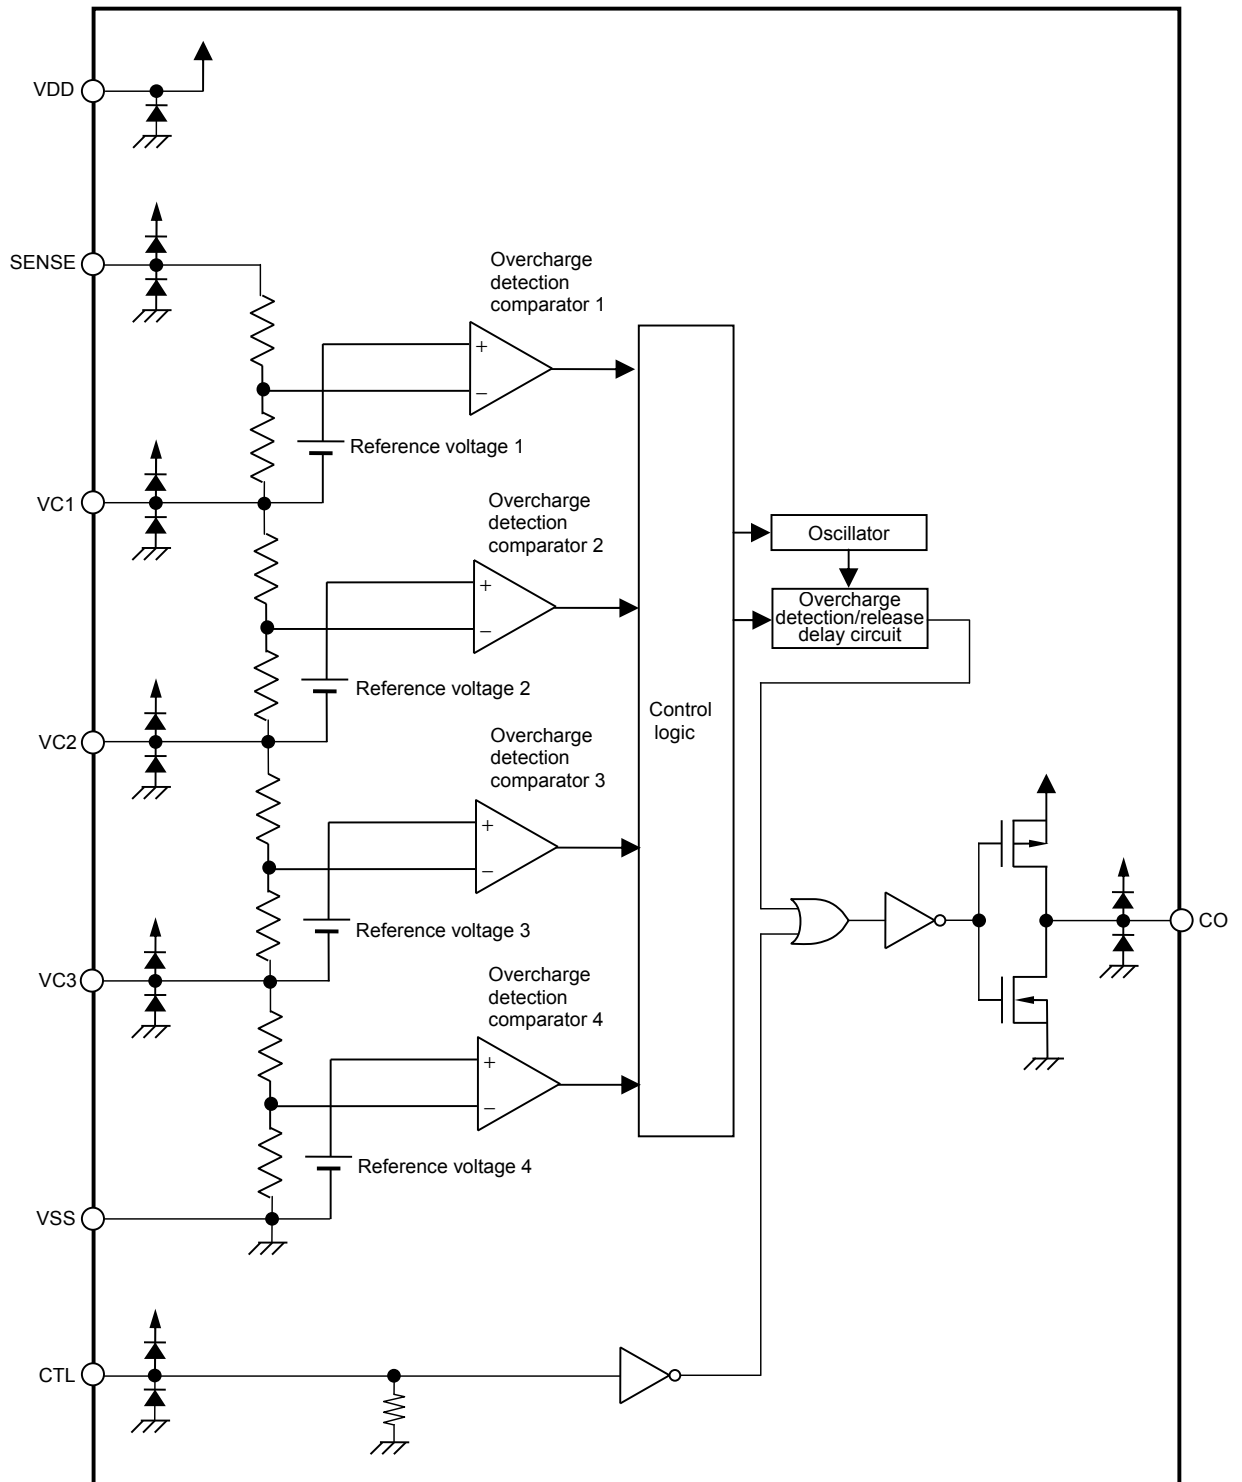 VDD
SENSE
Overcharge
detection
comparator 1
+
−
Reference voltage 1
VC1
Overcharge
detection
comparator 2
+
−
Oscillator
Overcharge
detection/release
delay circuit
Reference voltage 2
Control
logic
VC2
Overcharge
detection
comparator 3
+
−
Reference voltage 3
CO
VC3
Overcharge
detection
comparator 4
+
−
Reference voltage 4
VSS
CTL